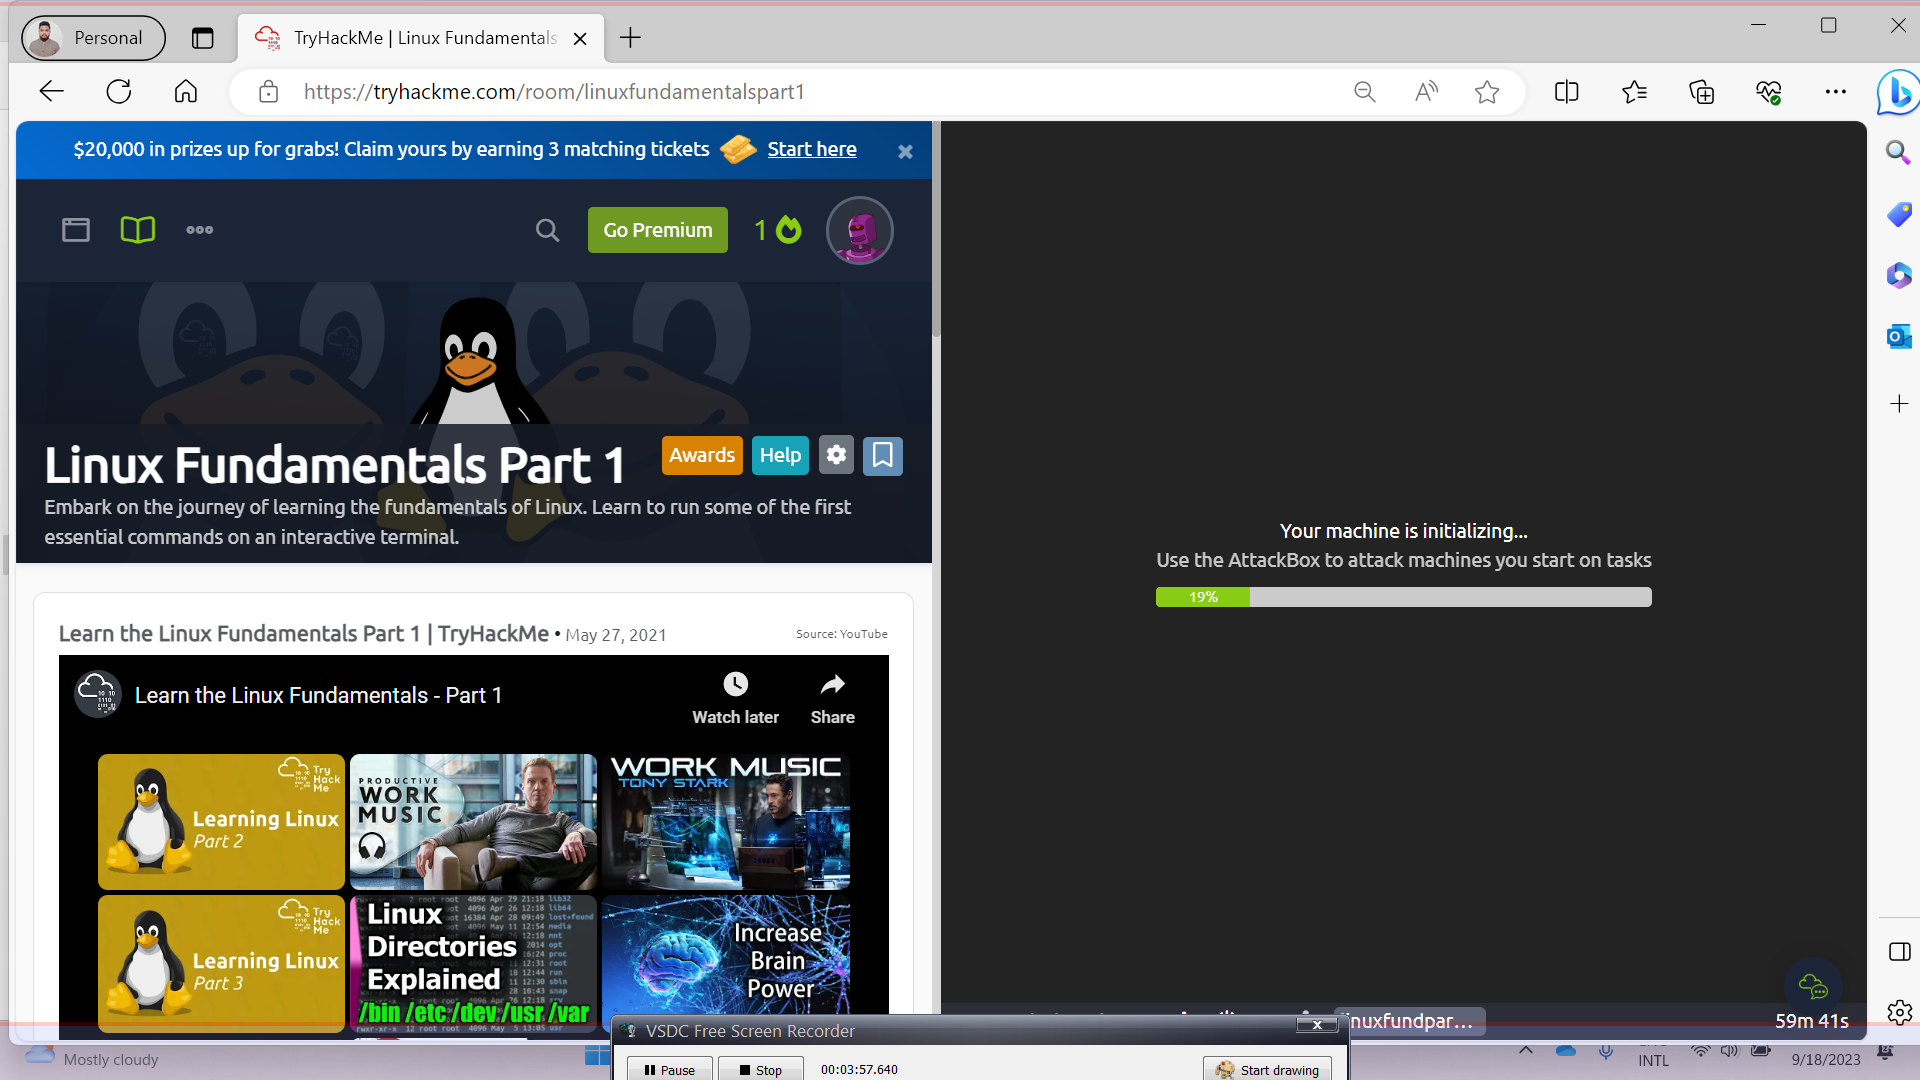 Personal
TryHackMe | Linux Fundamentals
https://tryhackme.com/room/linuxfundamentalspart1
$20,000 in prizes up for grabs! Claim yours by earning 3 matching tickets Start here
Go Premium
1
Linux Fundamentals Part 1
Awards
Help
Embark on the journey of learning the fundamentals of Linux. Learn to run some of the first
essential commands on an interactive terminal.
Learn the Linux Fundamentals Part 1 | TryHackMe • May 27, 2021
Source: YouTube
Learn the Linux Fundamentals - Part 1
Watch later
Share
Try
Hack
Me
Learning Linux
Part 2
PRODUCTIVE
WORK
MUSIC
WORK MUSIC
TONY STARK
Try
Hack
Me
Learning Linux
Part 3
Linux
Directories
Explained
/bin /etc /dev /usr /var
Increase
Brain
Power
Your machine is initializing...
Use the AttackBox to attack machines you start on tasks
19%
inuxfundpar...
59m 41s
VSDC Free Screen Recorder
Pause
Stop
00:03:57.640
Start drawing
Mostly cloudy
INTL
9/18/2023